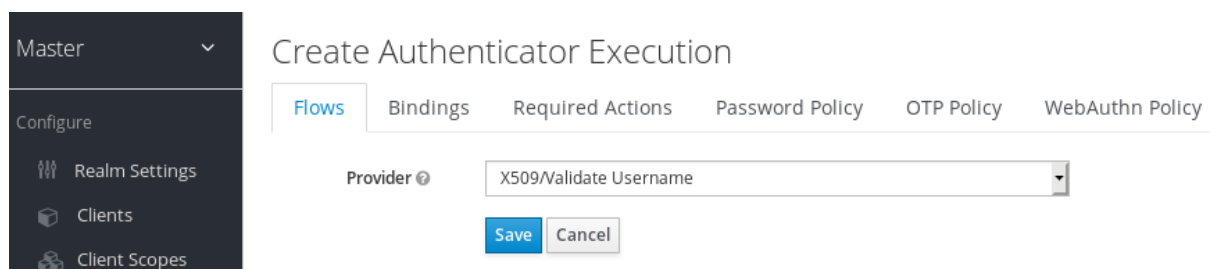 Master
Create Authenticator Execution
Flows Bindings Required Actions Password Policy OTP Policy WebAuthn Policy
Configure
Realm Settings
Provider
X509/Validate Username
Clients
Save Cancel
Client Scopes